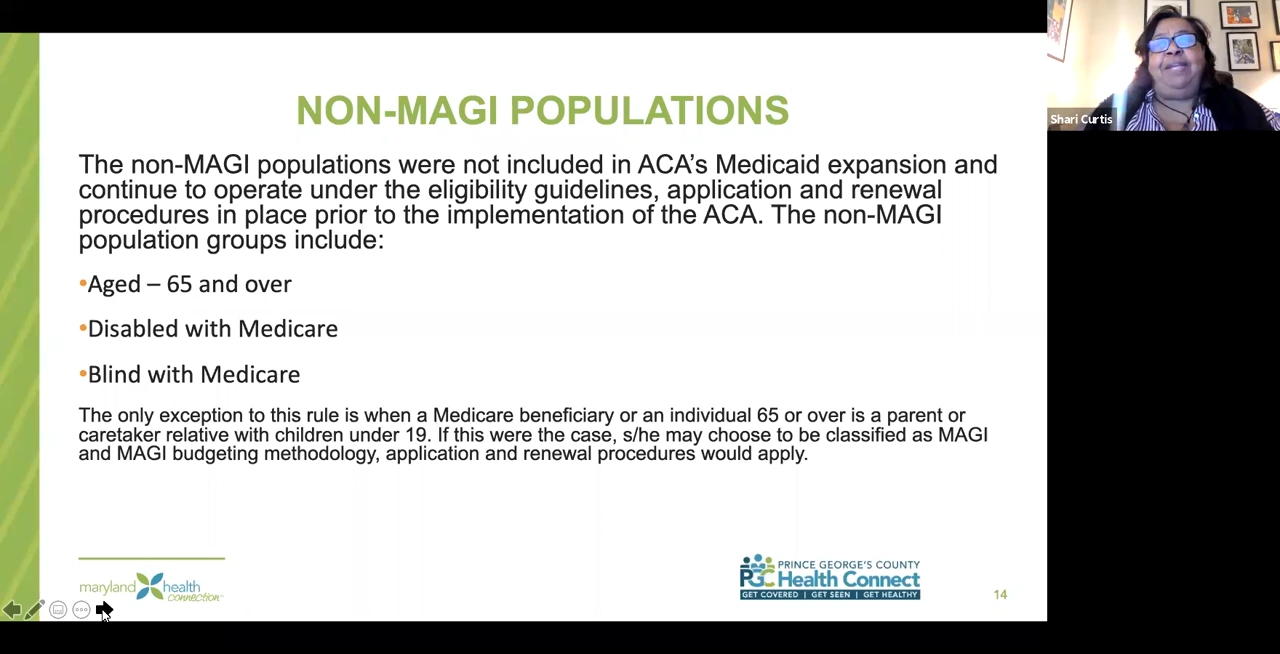 NON-MAGI POPULATIONS
Shari Curtis
The non-MAGI populations were not included in ACA's Medicaid expansion and
continue to operate under the eligibility guidelines, application and renewal
procedures in place prior to the implementation of the ACA. The non-MAGI
population groups include:
•Aged – 65 and over
•Disabled with Medicare
•Blind with Medicare
The only exception to this rule is when a Medicare beneficiary or an individual 65 or over is a parent or
caretaker relative with children under 19. If this were the case, s/he may choose to be classified as MAGI
and MAGI budgeting methodology, application and renewal procedures would apply.
maryland health
connection
PRINCE GEORGE'S COUNTY
PGC Health Connect
GET COVERED | GET SEEN | GET HEALTHY
14